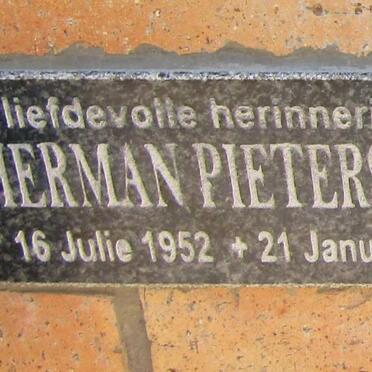 liefdevolle herinneri
HERMAN PIETERS
16 Julie 1952 + 21 Janu